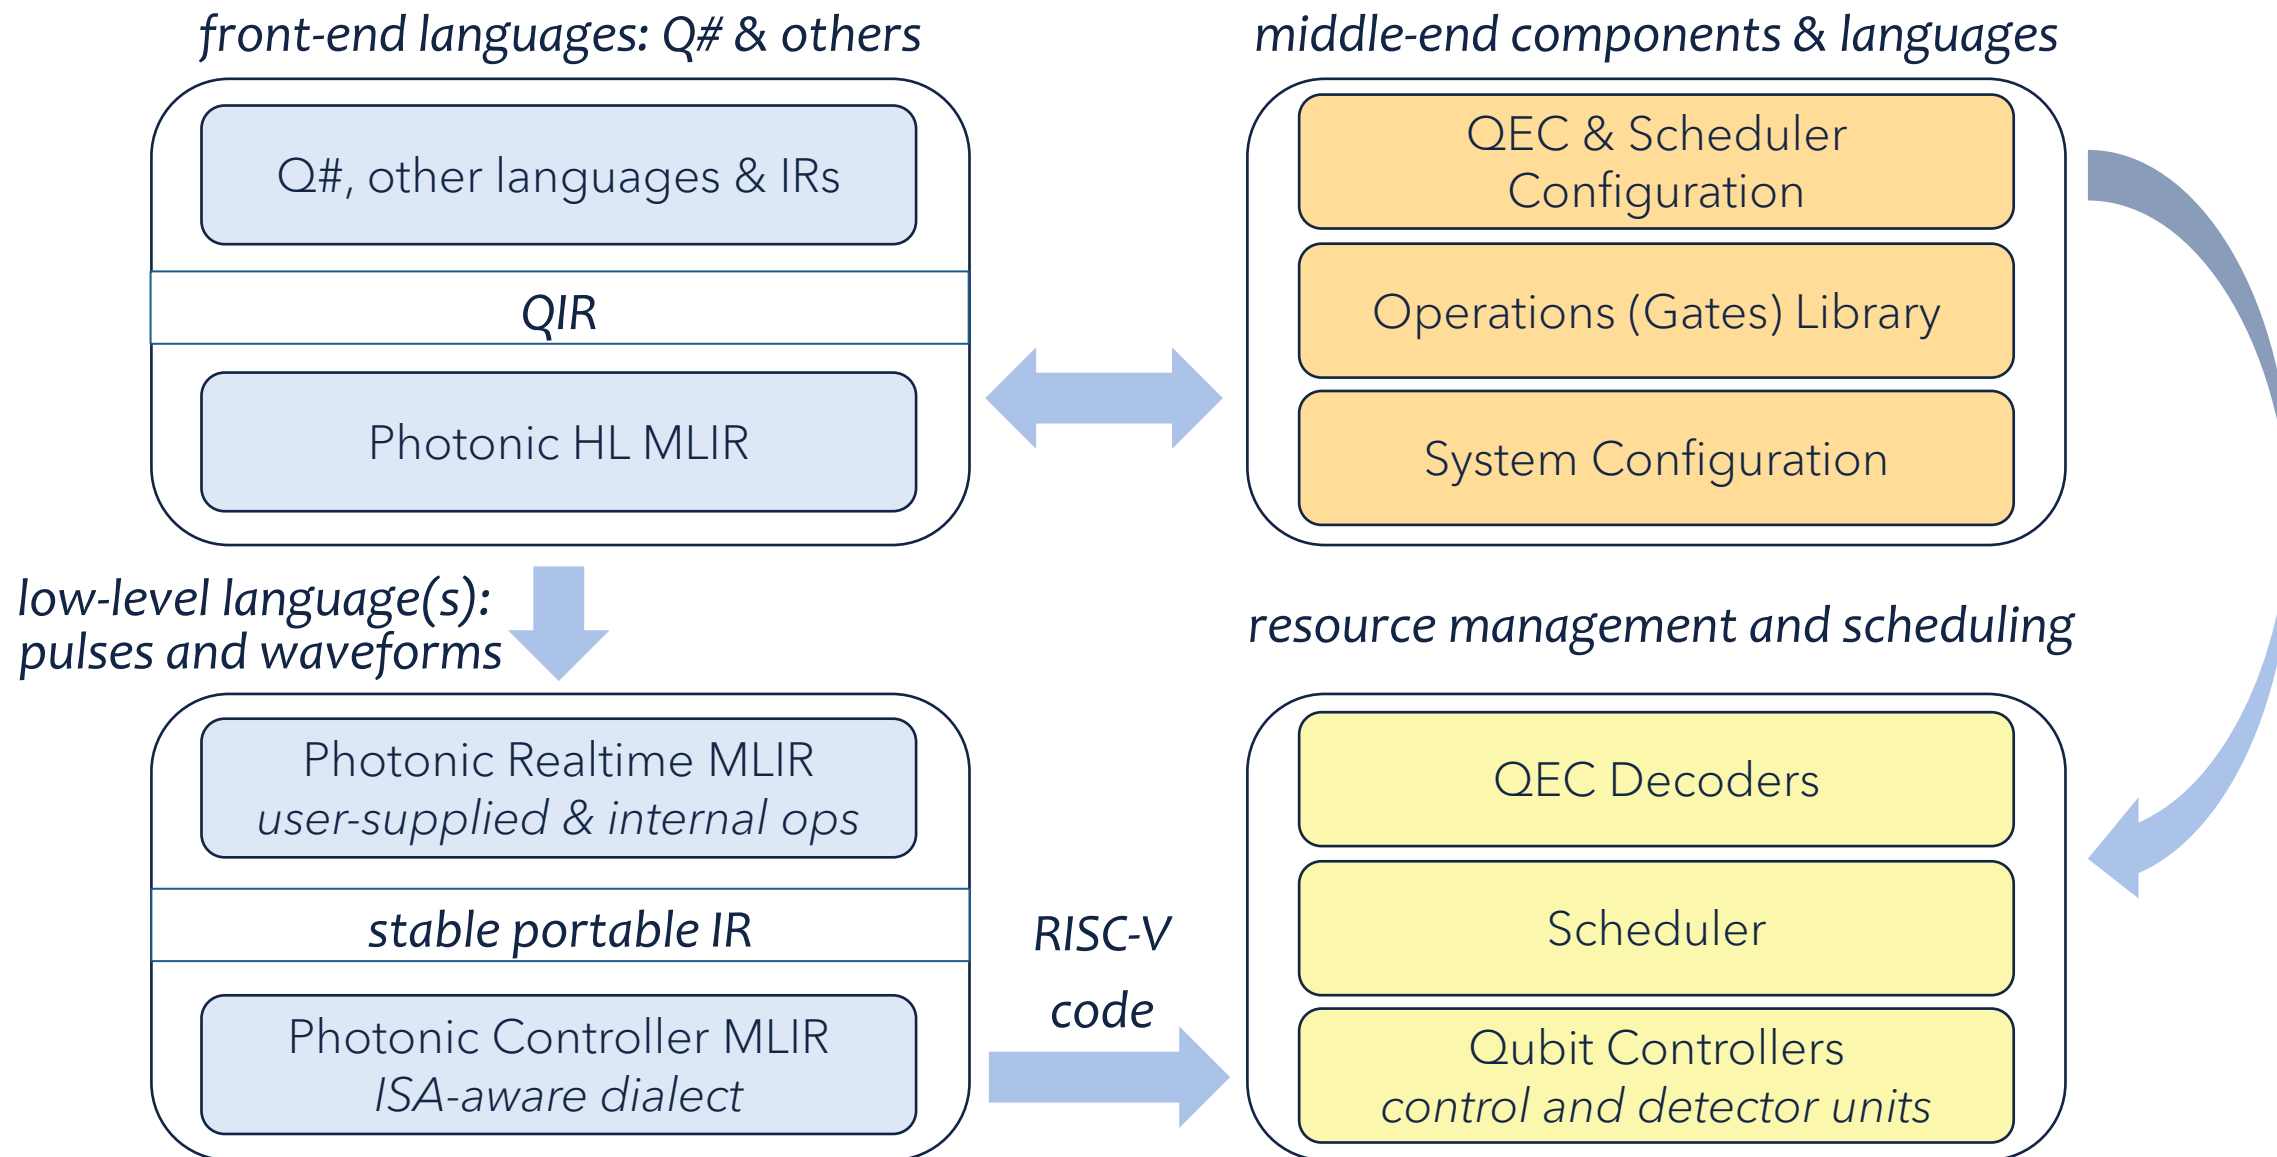 front-end languages: Q# & others
Q#, other languages & IRs
QIR
Photonic HL MLIR
middle-end components & languages
QEC & Scheduler
Configuration
Operations (Gates) Library
System Configuration
low-level language(s):
pulses and waveforms
Photonic Realtime MLIR
user-supplied & internal ops
stable portable IR
Photonic Controller MLIR
ISA-aware dialect
RISC-V
code
resource management and scheduling
QEC Decoders
Scheduler
Qubit Controllers
control and detector units